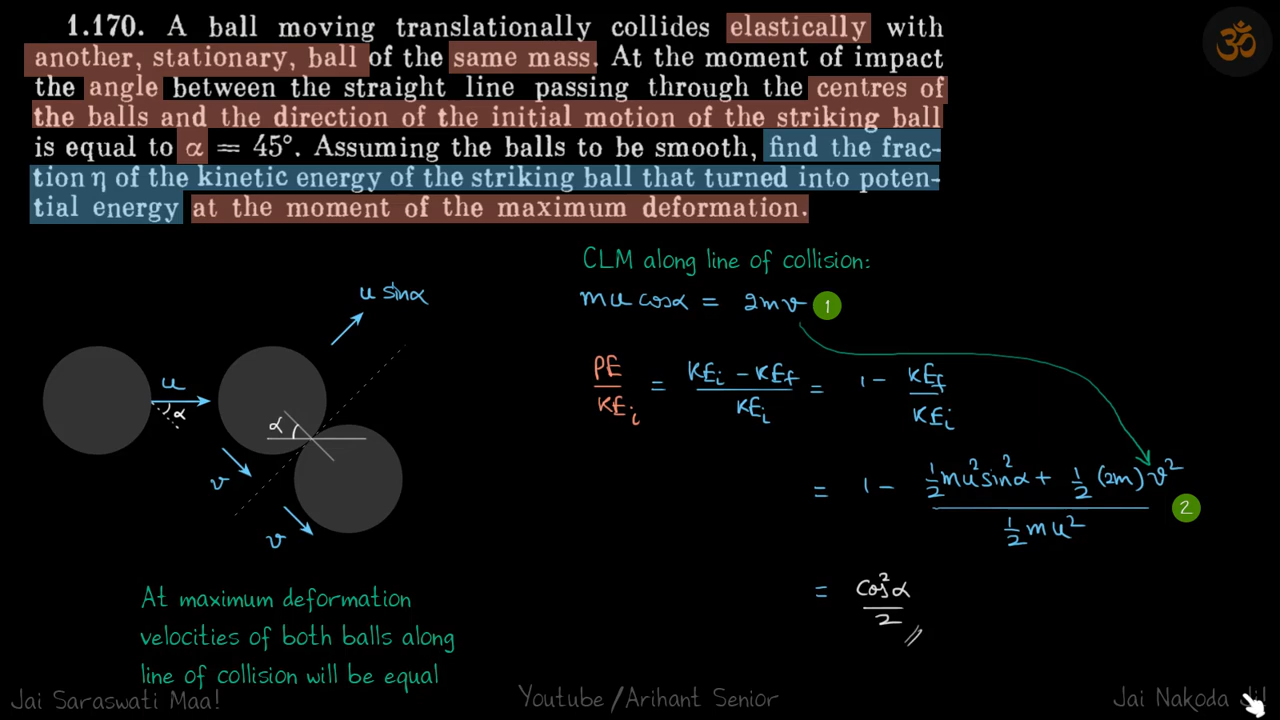 1.170. A ball moving translationally collides elastically with
another, stationary, ball of the same mass. At the moment of impact
the angle between the straight line passing through the centres of
the balls and the direction of the initial motion of the striking ball
is equal to α = 45°. Assuming the balls to be smooth, find the frac-
tion η of the kinetic energy of the striking ball that turned into poten-
tial energy at the moment of the maximum deformation.
ॐ
u sinα
u
α
α
v
v
At maximum deformation
velocities of both balls along
line of collision will be equal
CLM along line of collision:
mu cosα = 2mv 1
PE/KEi = (KEi - KEf)/KEi = 1 - KEf/KEi
= 1 - (½mu²sin²α + ½(2m)v²)/(½mu²) 2
= cos²α/2 //
Jai Saraswati Maa!
Youtube/Arihant Senior
Jai Nakoda Ji!